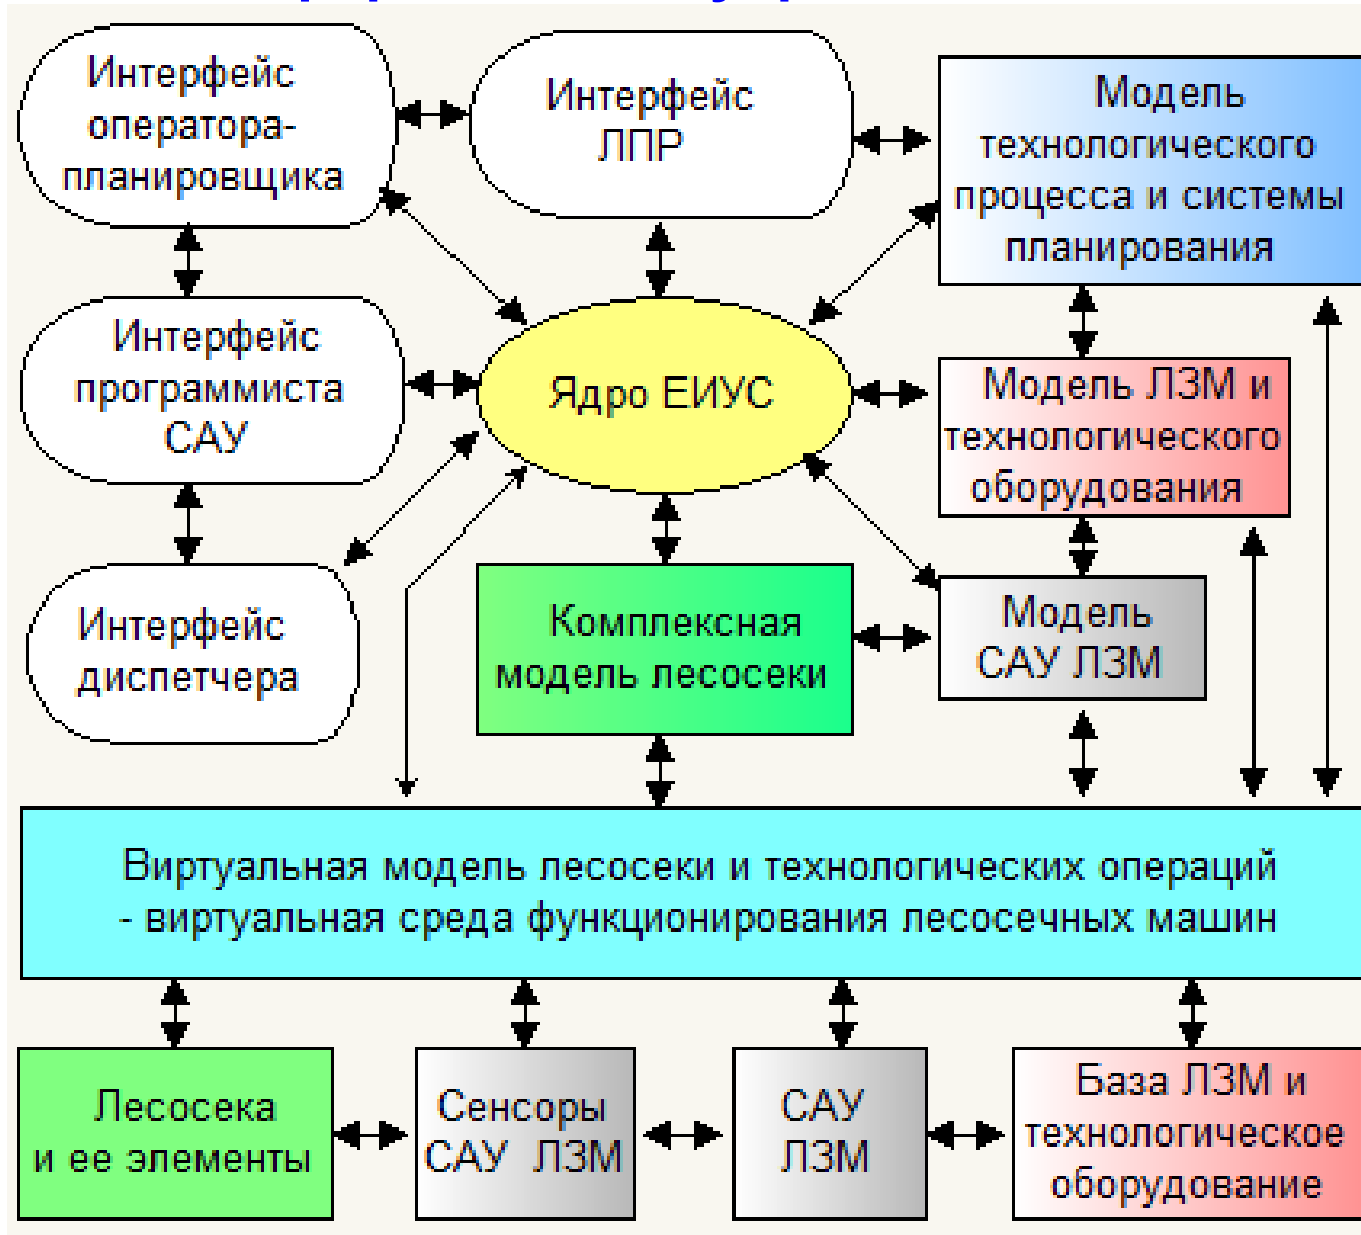 Интерфейс
оператора-
планировщика
Интерфейс
ЛПР
Модель
технологического
процесса и системы
планирования
Интерфейс
программиста
САУ
Ядро ЕИУС
Модель ЛЗМ и
технологического
оборудования
Интерфейс
диспетчера
Комплексная
модель лесосеки
Модель
САУ ЛЗМ
Виртуальная модель лесосеки и технологических операций
- виртуальная среда функционирования лесосечных машин
Лесосека
и ее элементы
Сенсоры
САУ ЛЗМ
САУ
ЛЗМ
База ЛЗМ и
технологическое
оборудование